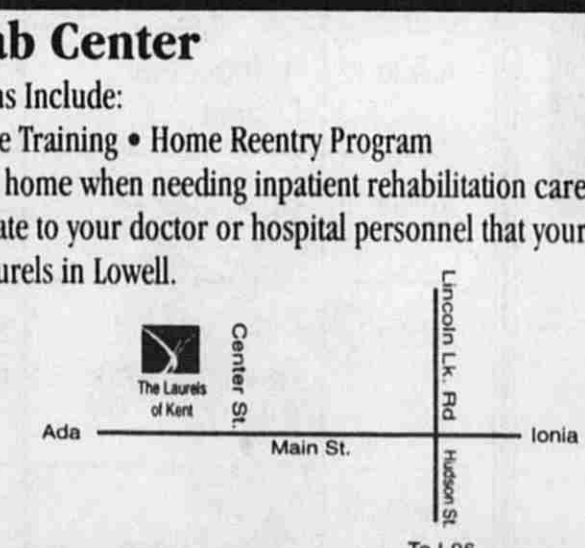 ab Center
ns Include:
e Training • Home Reentry Program
home when needing inpatient rehabilitation care
ate to your doctor or hospital personnel that your
urels in Lowell.
Lincoln Lk. Rd
Center St.
The Laurels
of Kent
Ada
Ionia
Main St.
Hudson St.
To I-96